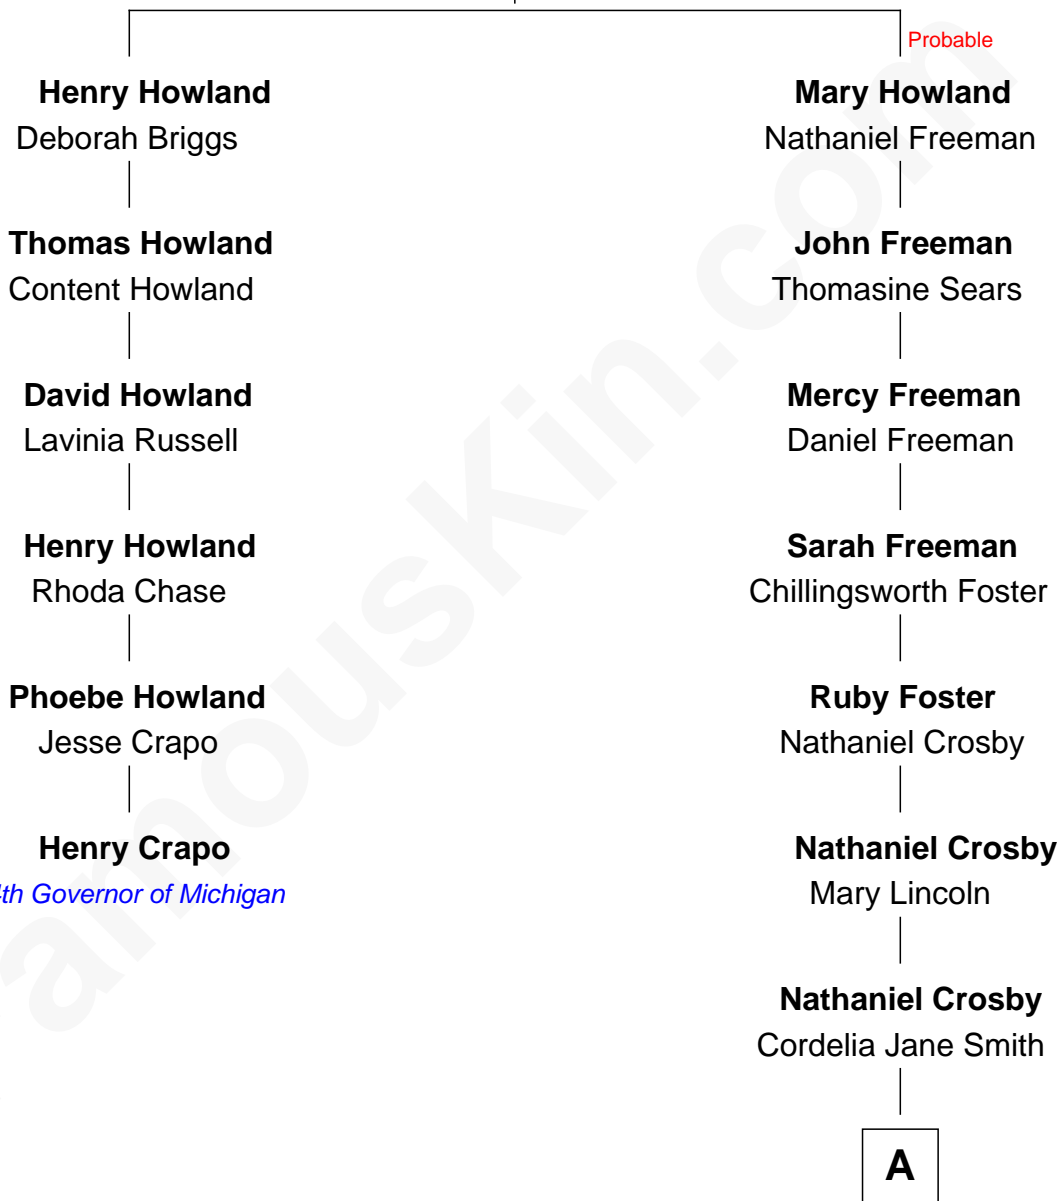 Probable
Henry Howland
Deborah Briggs
Mary Howland
Nathaniel Freeman
Thomas Howland
Content Howland
John Freeman
Thomasine Sears
David Howland
Lavinia Russell
Mercy Freeman
Daniel Freeman
Henry Howland
Rhoda Chase
Sarah Freeman
Chillingsworth Foster
Phoebe Howland
Jesse Crapo
Ruby Foster
Nathaniel Crosby
Henry Crapo
4th Governor of Michigan
Nathaniel Crosby
Mary Lincoln
Nathaniel Crosby
Cordelia Jane Smith
A
amouskin.com